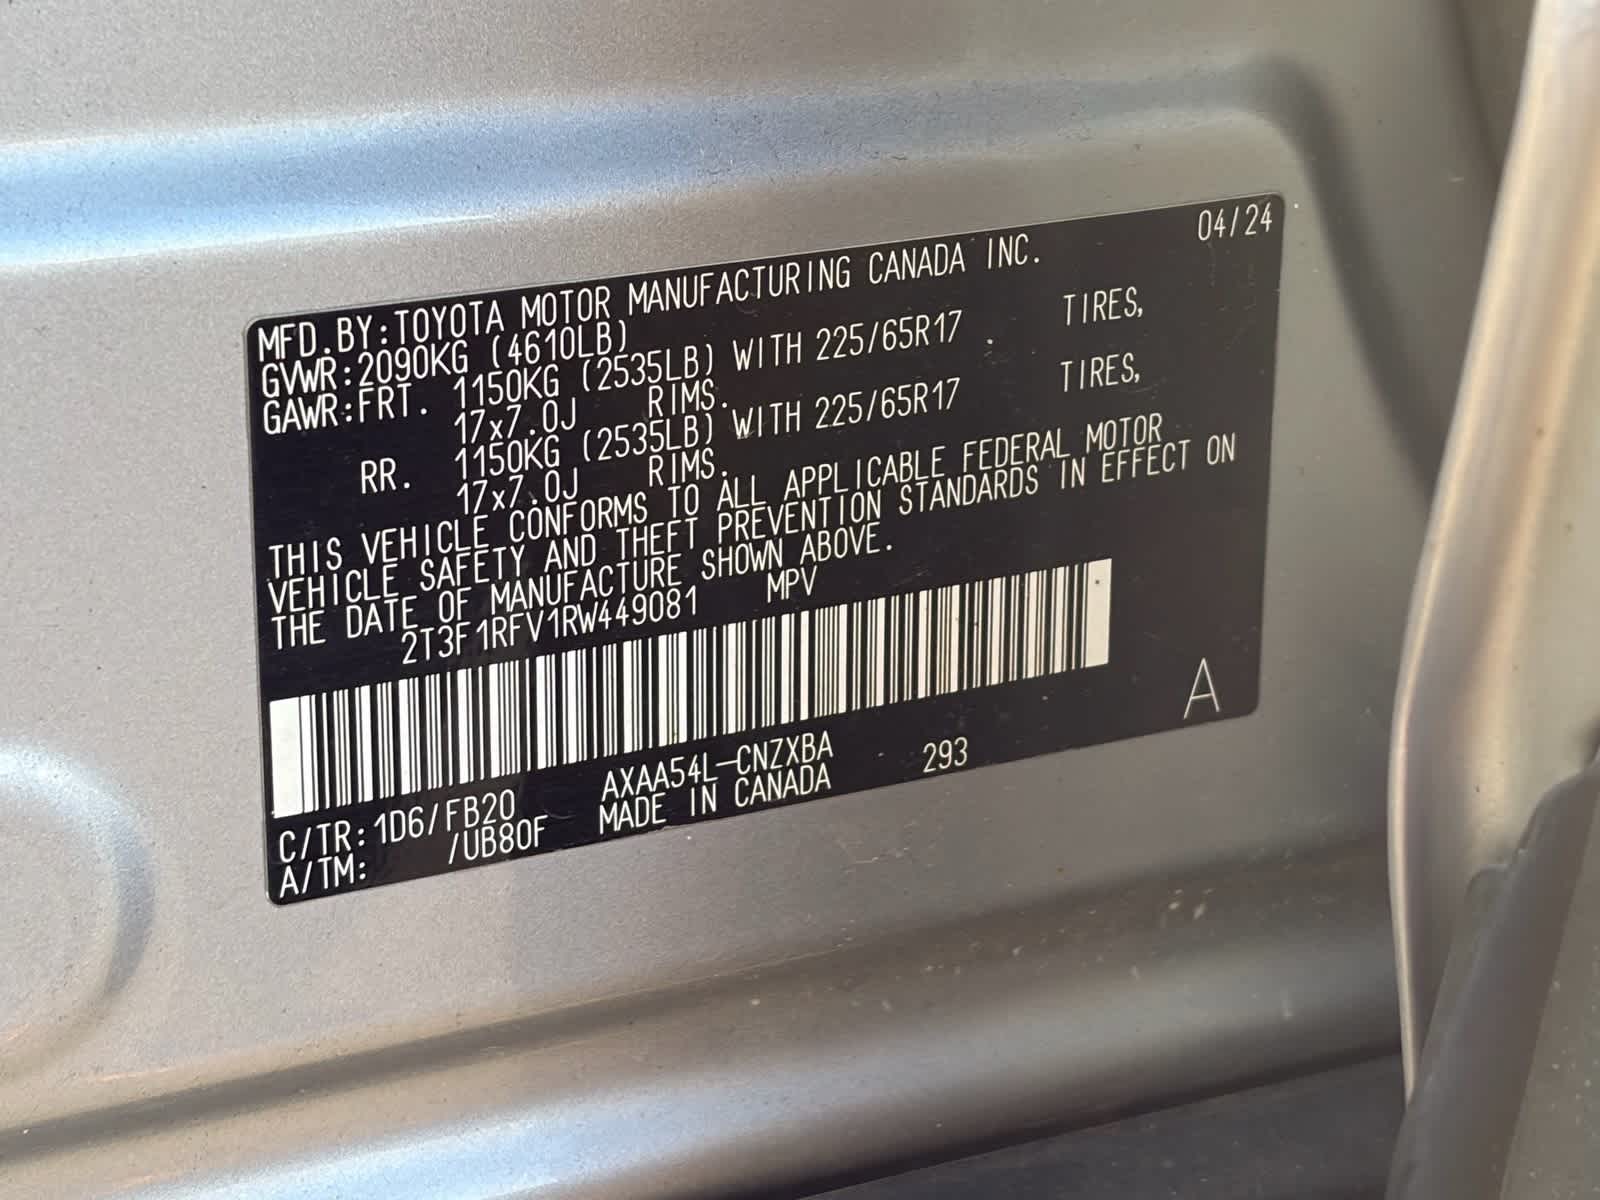 04/24
MFD.BY:TOYOTA MOTOR MANUFACTURING CANADA INC.
GVWR:2090KG (4610LB)
GAWR:FRT. 1150KG (2535LB) WITH 225/65R17 TIRES,
17x7.0J RIMS.
RR. 1150KG (2535LB) WITH 225/65R17 TIRES,
17x7.0J RIMS.
THIS VEHICLE CONFORMS TO ALL APPLICABLE FEDERAL MOTOR
VEHICLE SAFETY AND THEFT PREVENTION STANDARDS IN EFFECT ON
THE DATE OF MANUFACTURE SHOWN ABOVE.
2T3F1RFV1RW449081 MPV
A
C/TR:1D6/FB20 AXAA54L-CNZXBA 293
A/TM: /UB80F MADE IN CANADA